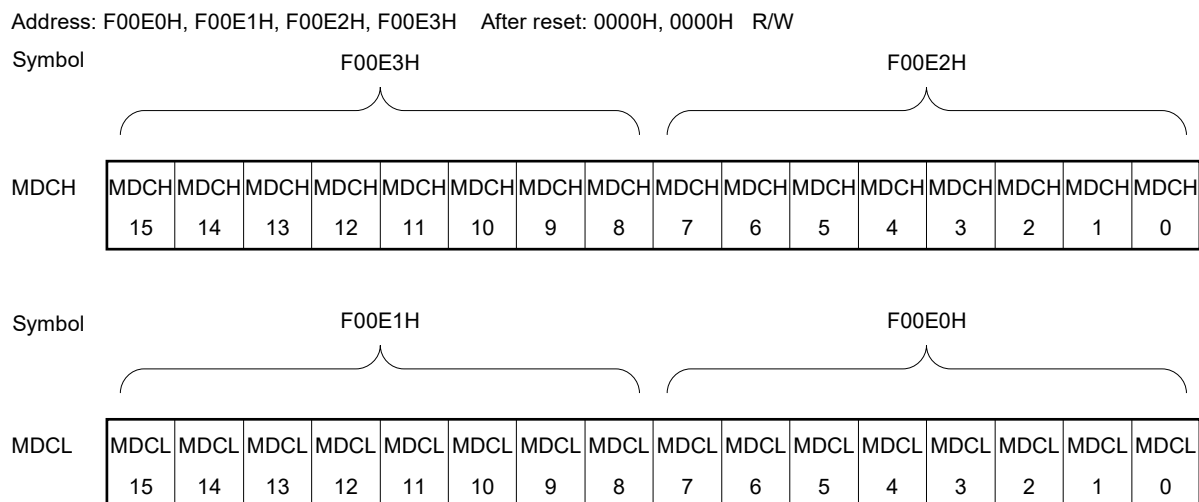 Address: F00E0H, F00E1H, F00E2H, F00E3H After reset: 0000H, 0000H R/W
Symbol F00E3H F00E2H
MDCH MDCH MDCH MDCH MDCH MDCH MDCH MDCH MDCH MDCH MDCH MDCH MDCH MDCH MDCH MDCH MDCH
15 14 13 12 11 10 9 8 7 6 5 4 3 2 1 0
Symbol F00E1H F00E0H
MDCL MDCL MDCL MDCL MDCL MDCL MDCL MDCL MDCL MDCL MDCL MDCL MDCL MDCL MDCL MDCL MDCL
15 14 13 12 11 10 9 8 7 6 5 4 3 2 1 0